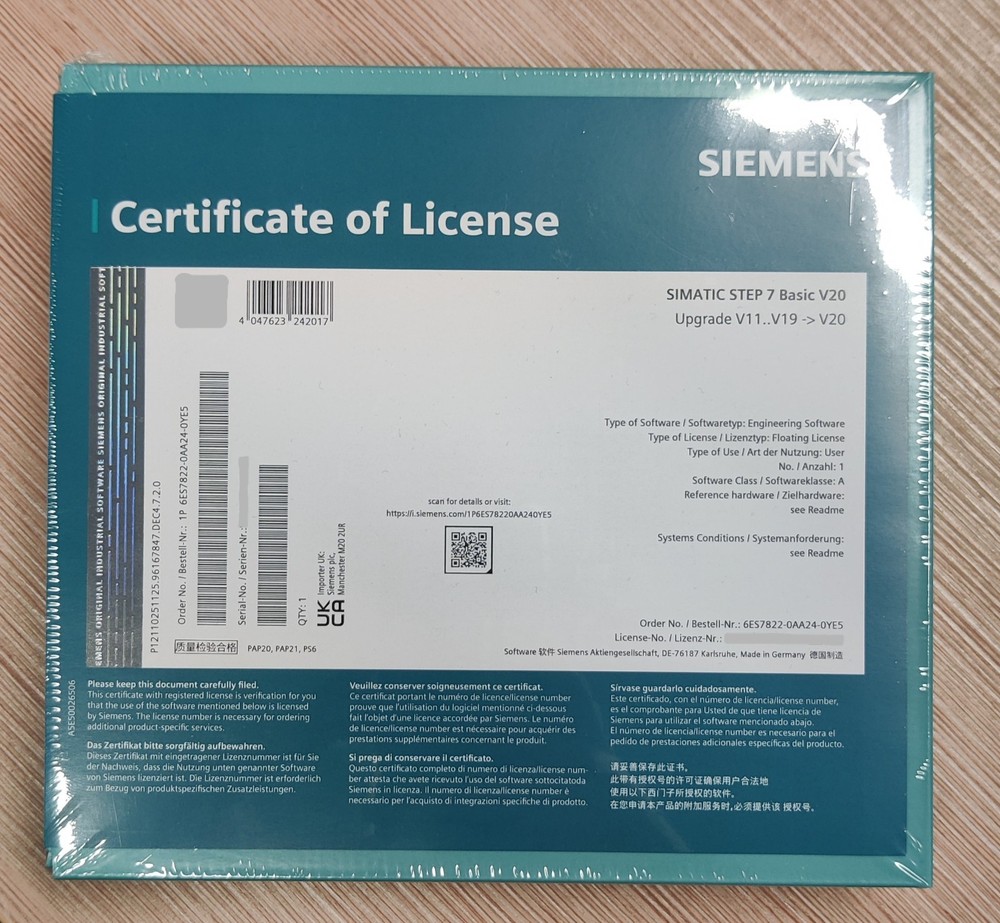 SIEMENS
Certificate of License
SIMATIC STEP 7 Basic V20
Upgrade V11..V19 -> V20
4 047623 242017
EMENS ORIGINAL INDUSTRIAL SOFTWARE SIEMENS ORIGINAL INDUSTRIAL SOFT
P12110251125.96167847.DEC4.7.2.0
Order No. / Bestell-Nr.: 1P 6ES7822-0AA24-0YE5
Serial-No. / Serien-Nr.:
QTY: 1
UK
CA
Importer UK:
Siemens plc,
Manchester M20 2UR
质量检验合格
PAP20, PAP21, PS6
scan for details or visit:
https://i.siemens.com/1P6ES78220AA240YE5
Type of Software / Softwaretyp: Engineering Software
Type of License / Lizenztyp: Floating License
Type of Use / Art der Nutzung: User
No. / Anzahl: 1
Software Class / Softwareklasse: A
Reference hardware / Zielhardware:
see Readme
Systems Conditions / Systemanforderung:
see Readme
Order No. / Bestell-Nr.: 6ES7822-0AA24-0YE5
License-No. / Lizenz-Nr.:
Software 软件 Siemens Aktiengesellschaft, DE-76187 Karlsruhe, Made in Germany 德国制造
A5E50026506
Please keep this document carefully filed.
This certificate with registered license is verification for you
that the use of the software mentioned below is licensed
by Siemens. The license number is necessary for ordering
additional product-specific services.
Das Zertifikat bitte sorgfältig aufbewahren.
Dieses Zertifikat mit eingetragener Lizenznummer ist für Sie
der Nachweis, dass die Nutzung unten genannter Software
von Siemens lizenziert ist. Die Lizenznummer ist erforderlich
zum Bezug von produktspezifischen Zusatzleistungen.
Veuillez conserver soigneusement ce certificat.
Ce certificat portant le numéro de licence/license number
prouve que l'utilisation du logiciel mentionné ci-dessous
fait l'objet d'une licence accordée par Siemens. Le numéro
de licence/license number est nécessaire pour acquérir des
prestations supplémentaires concernant le produit.
Si prega di conservare il certificato.
Questo certificato completo di numero di licenza/license num-
ber attesta che avete ricevuto l'uso del software sottocitatoda
Siemens in licenza. Il numero di licenza/license number è
necessario per l'acquisto di integrazioni specifiche di prodotto.
Sírvase guardarlo cuidadosamente.
Este certificado, con el número de licencia/license number,
es el comprobante para Usted de que tiene licencia de
Siemens para utilizar el software mencionado abajo.
El número de licencia/license number es necesario para el
pedido de prestaciones adicionales específicas del producto.
请妥善保存此证书。
此带有授权号的许可证确保用户合法地
使用以下西门子所授权的软件。
在您申请本产品的附加服务时,必须提供该 授权号。